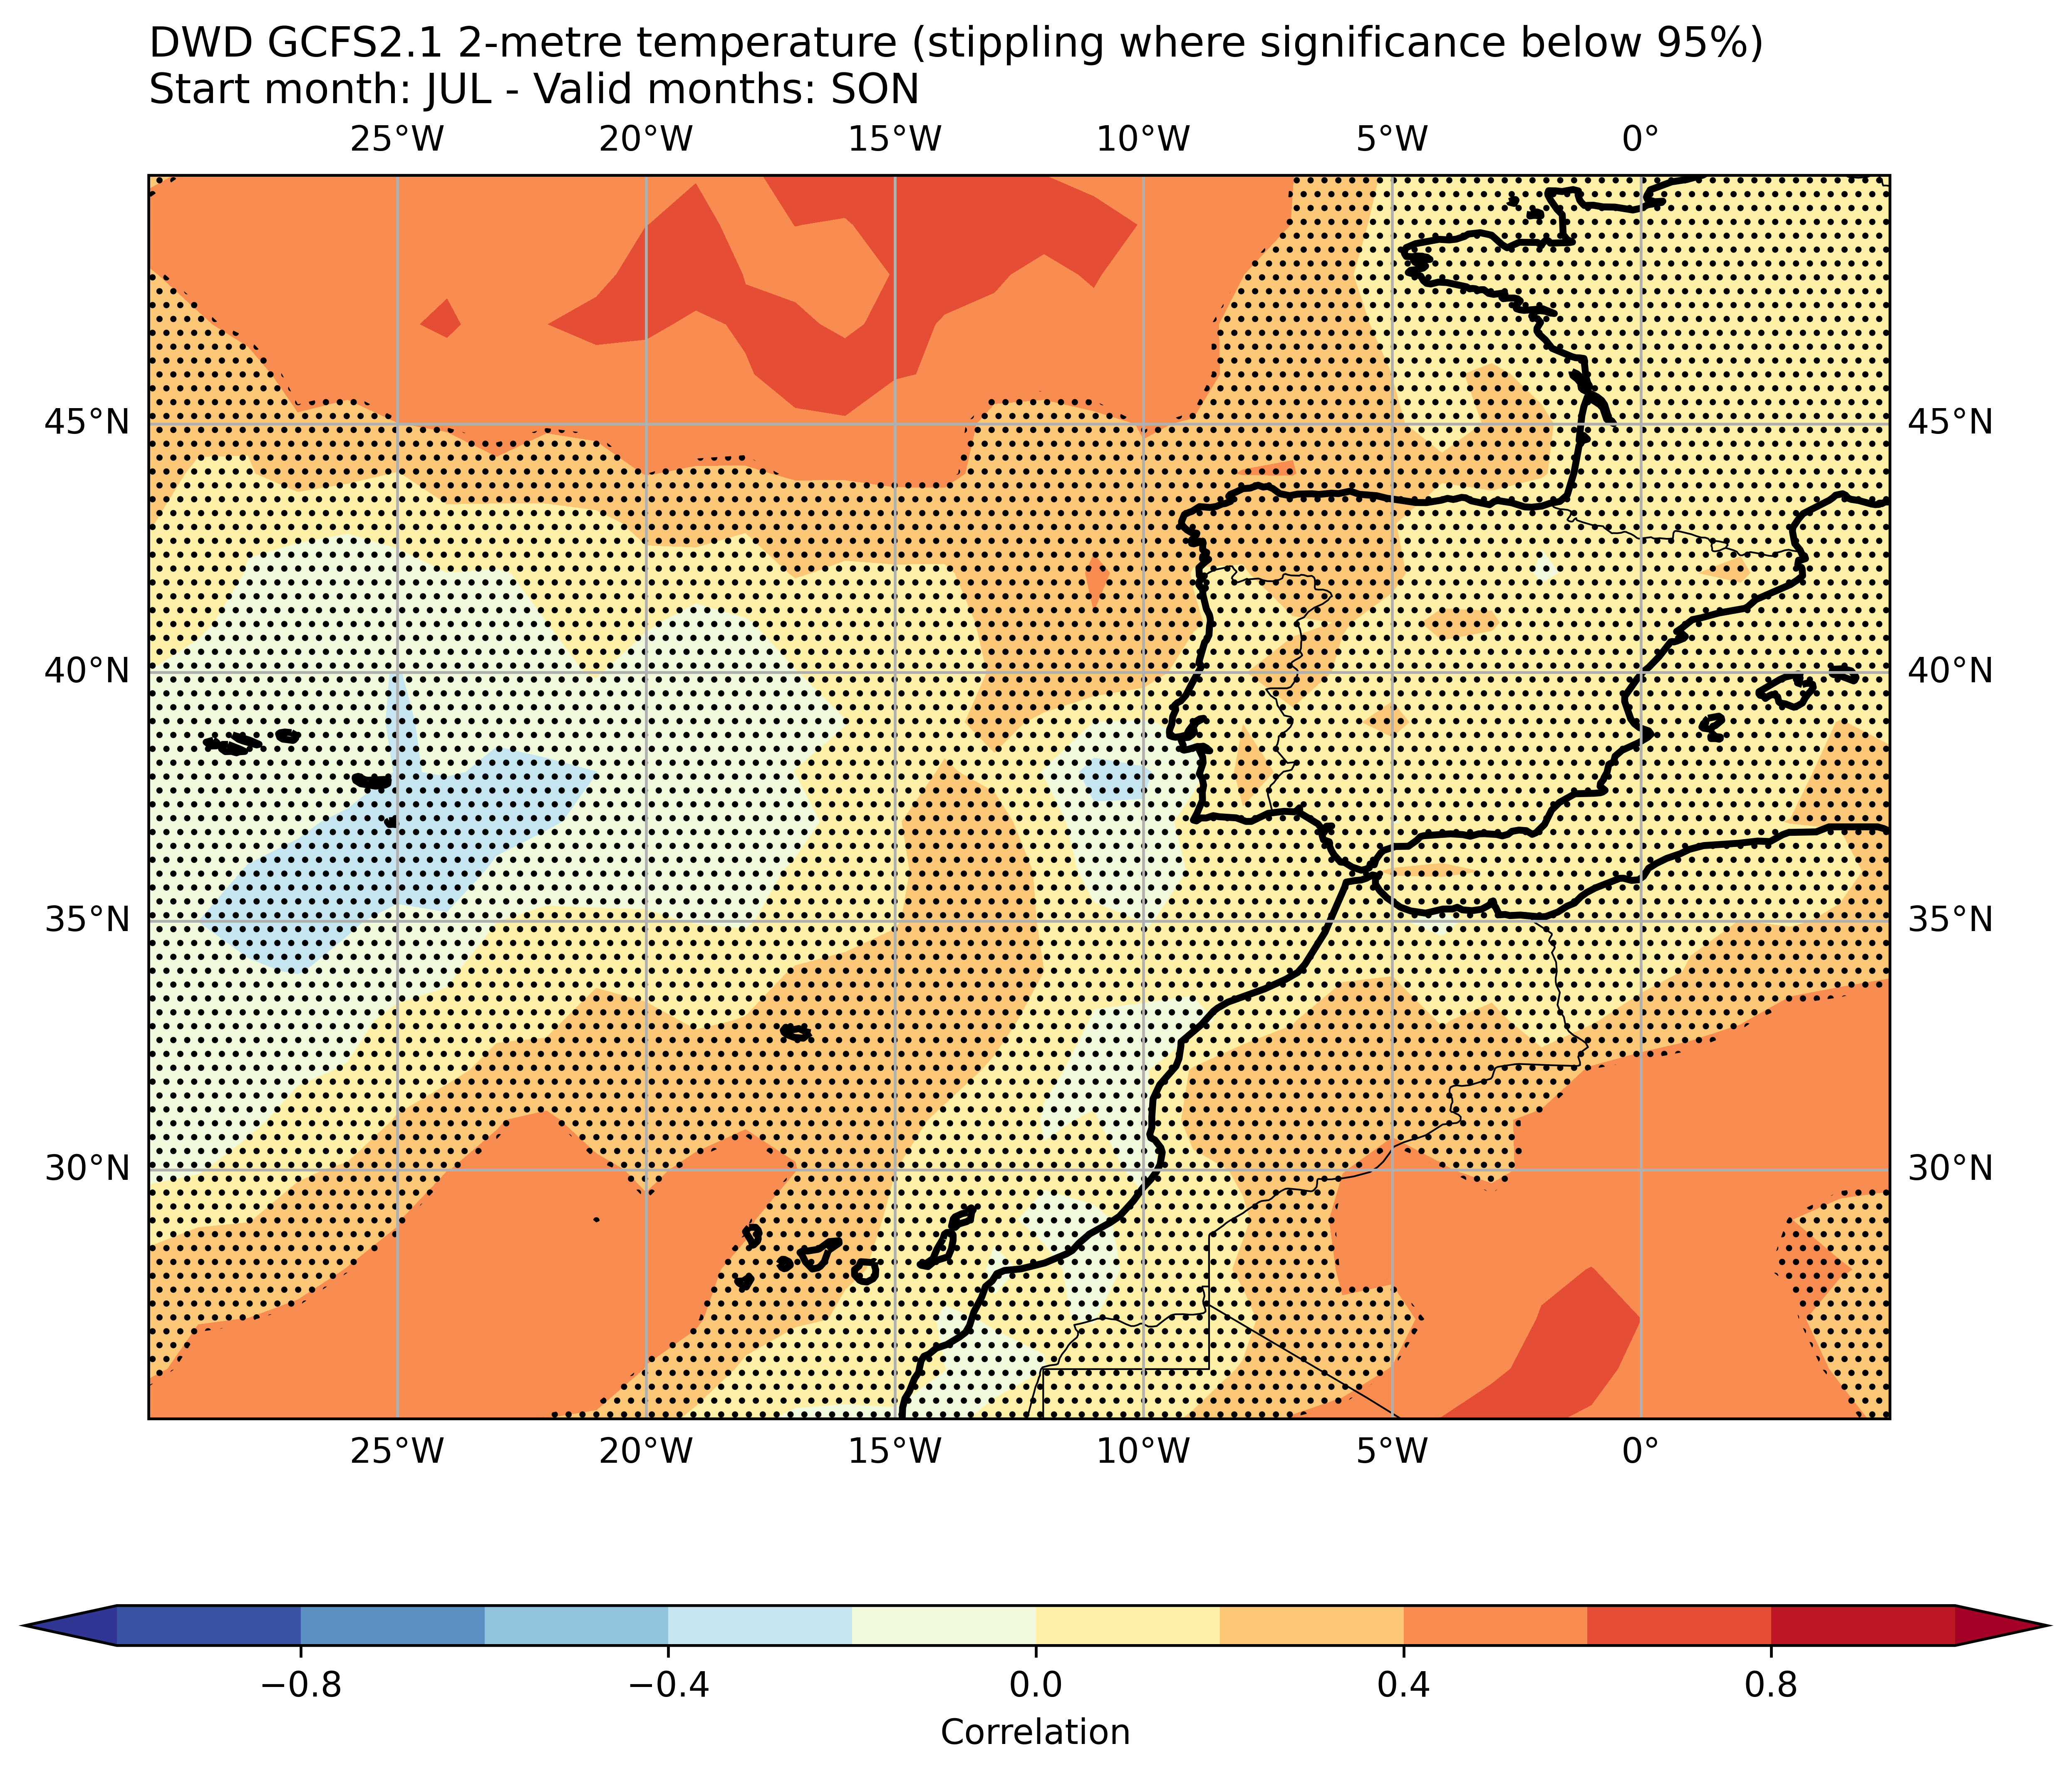 DWD GCFS2.1 2-metre temperature (stippling where significance below 95%)
Start month: JUL - Valid months: SON
25°W 20°W 15°W 10°W 5°W 0°
45°N 45°N
40°N 40°N
35°N 35°N
30°N 30°N
25°W 20°W 15°W 10°W 5°W 0°
−0.8 −0.4 0.0 0.4 0.8
Correlation